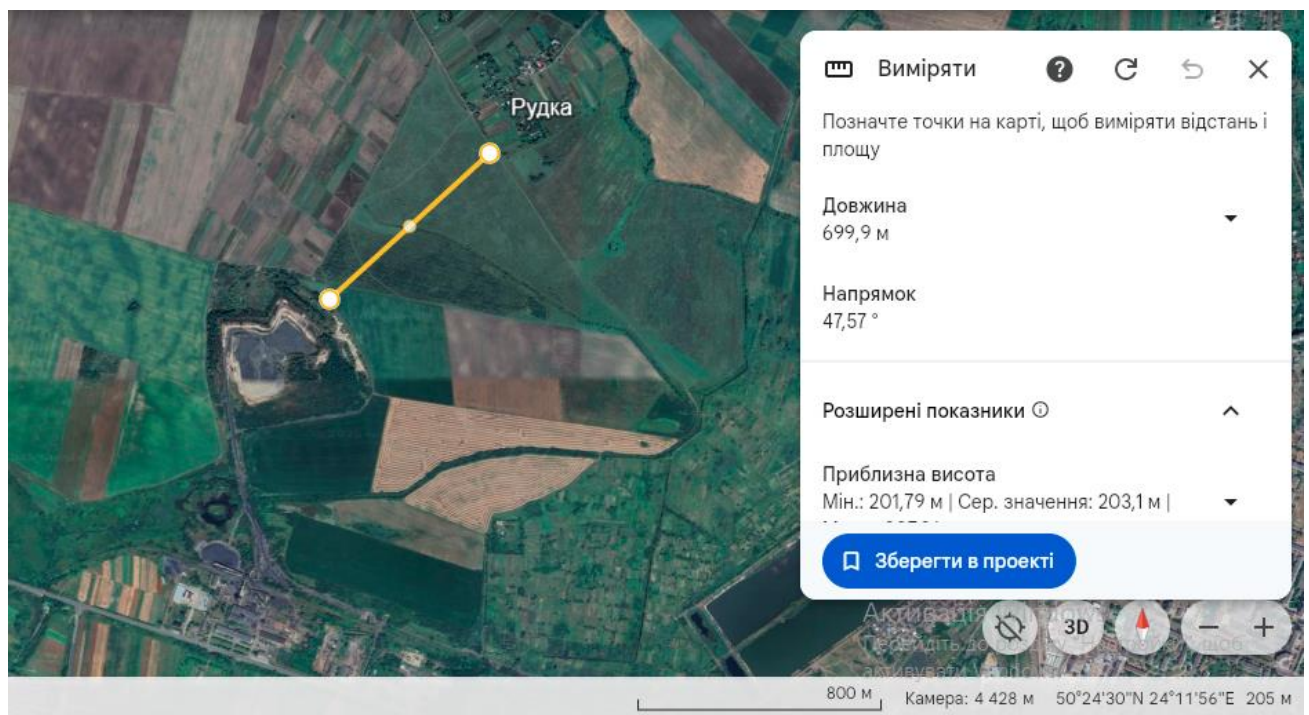 Рудка
Виміряти
Позначте точки на карті, щоб виміряти відстань і
площу
Довжина
699,9 м
Напрямок
47,57 °
Розширені показники
Приблизна висота
Мін.: 201,79 м | Сер. значення: 203,1 м |
Зберегти в проекті
Активація
3D
активувати
800 м
Камера: 4 428 м 50°24'30"N 24°11'56"E 205 м